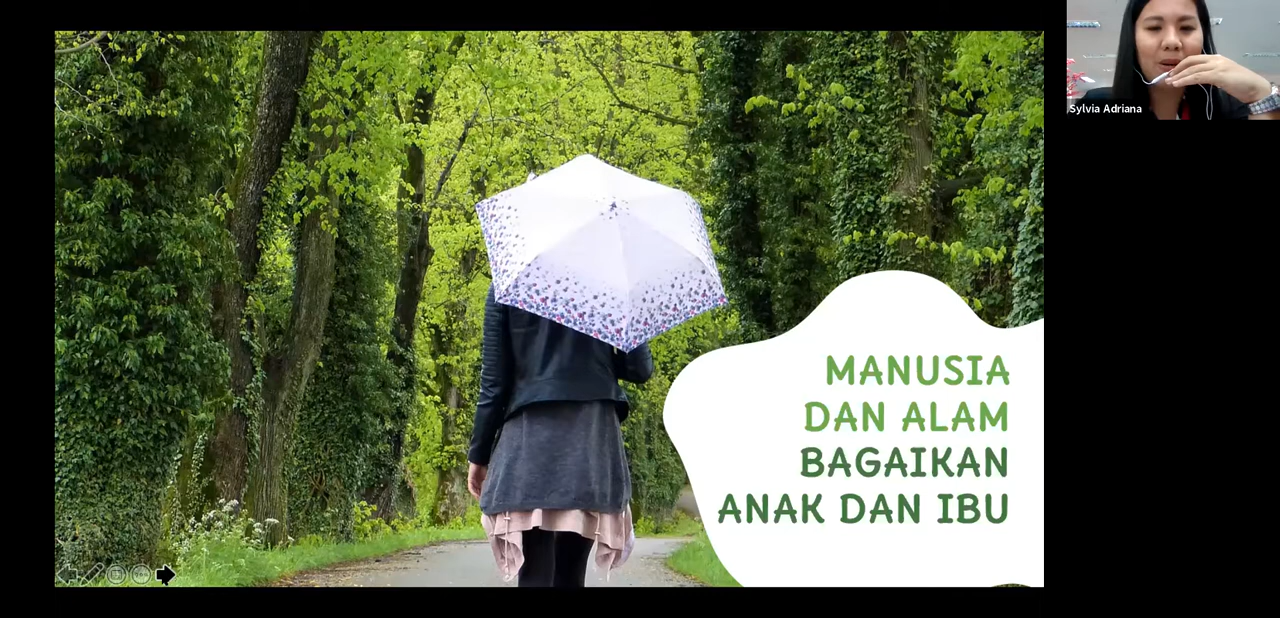 MANUSIA
DAN ALAM
BAGAIKAN
ANAK DAN IBU
Sylvia Adriana